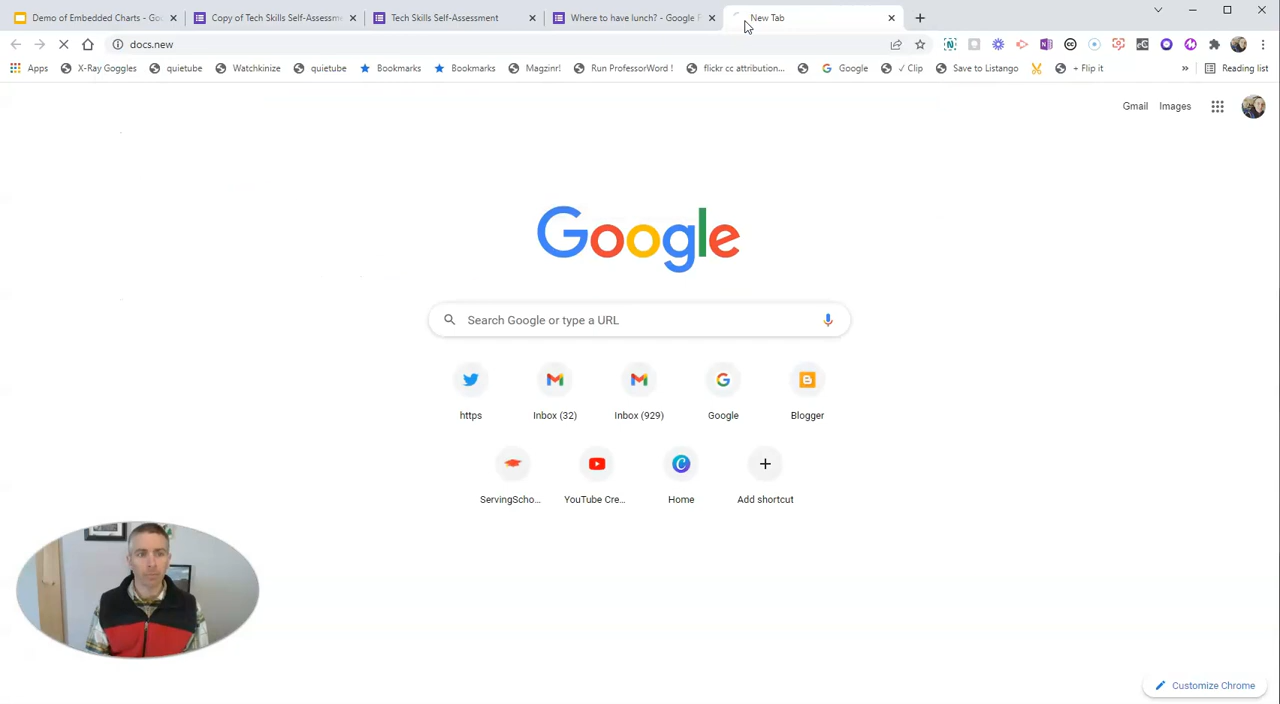 Demo of Embedded Charts - Goo
Copy of Tech Skills Self-Assessm
Tech Skills Self-Assessment
Where to have lunch? - Google F
New Tab
docs.new
Apps
X-Ray Goggles
quietube
Watchkinize
quietube
Bookmarks
Bookmarks
Magzinr!
Run ProfessorWord !
flickr cc attribution...
Google
✓ Clip
Save to Listango
+ Flip it
»
Reading list
Gmail
Images
Google
Search Google or type a URL
https
Inbox (32)
Inbox (929)
Google
Blogger
ServingScho...
YouTube Cre...
Home
Add shortcut
Customize Chrome